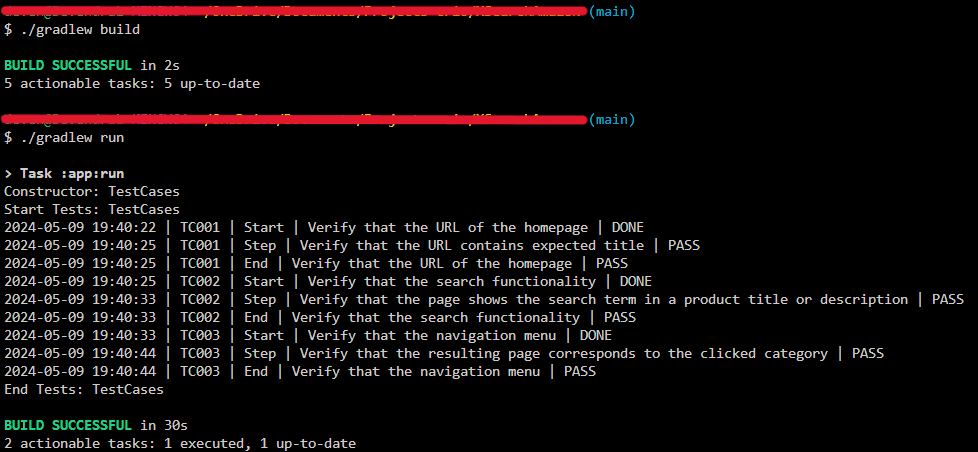 (main)
$ ./gradlew build
BUILD SUCCESSFUL in 2s
5 actionable tasks: 5 up-to-date
(main)
$ ./gradlew run
> Task :app:run
Constructor: TestCases
Start Tests: TestCases
2024-05-09 19:40:22 | TC001 | Start | Verify that the URL of the homepage | DONE
2024-05-09 19:40:25 | TC001 | Step | Verify that the URL contains expected title | PASS
2024-05-09 19:40:25 | TC001 | End | Verify that the URL of the homepage | PASS
2024-05-09 19:40:25 | TC002 | Start | Verify that the search functionality | DONE
2024-05-09 19:40:33 | TC002 | Step | Verify that the page shows the search term in a product title or description | PASS
2024-05-09 19:40:33 | TC002 | End | Verify that the search functionality | PASS
2024-05-09 19:40:33 | TC003 | Start | Verify that the navigation menu | DONE
2024-05-09 19:40:44 | TC003 | Step | Verify that the resulting page corresponds to the clicked category | PASS
2024-05-09 19:40:44 | TC003 | End | Verify that the navigation menu | PASS
End Tests: TestCases
BUILD SUCCESSFUL in 30s
2 actionable tasks: 1 executed, 1 up-to-date